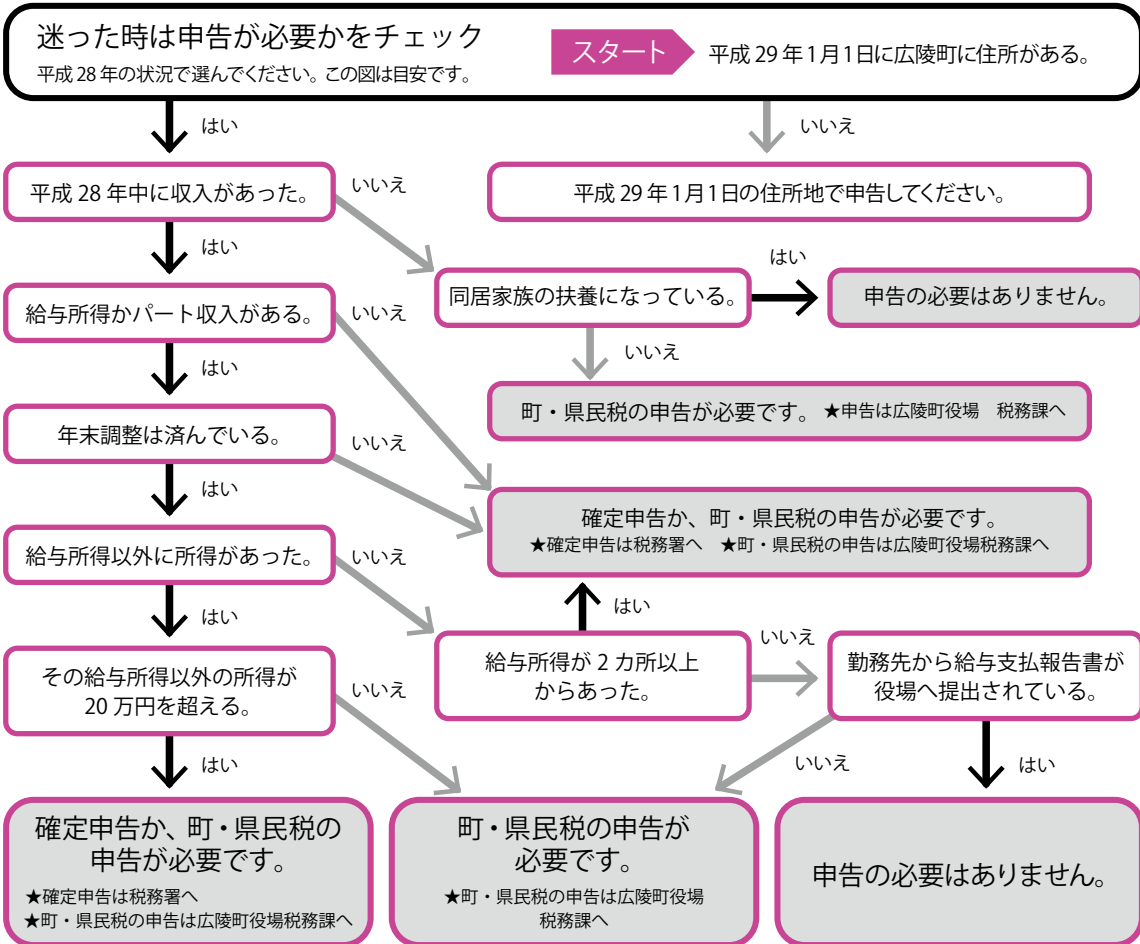 迷った時は申告が必要かをチェック
平成28年の状況で選んでください。この図は目安です。
スタート
平成29年1月1日に広陵町に住所がある。
はい
いいえ
平成28年中に収入があった。
いいえ
平成29年1月1日の住所地で申告してください。
はい
同居家族の扶養になっている。
はい
申告の必要はありません。
給与所得かパート収入がある。
いいえ
いいえ
はい
町・県民税の申告が必要です。 ★申告は広陵町役場 税務課へ
年末調整は済んでいる。
いいえ
はい
確定申告か、町・県民税の申告が必要です。
★確定申告は税務署へ ★町・県民税の申告は広陵町役場税務課へ
給与所得以外に所得があった。
いいえ
はい
はい
給与所得が2カ所以上
からあった。
いいえ
勤務先から給与支払報告書が
役場へ提出されている。
その給与所得以外の所得が
20万円を超える。
いいえ
はい
いいえ
はい
確定申告か、町・県民税の
申告が必要です。
★確定申告は税務署へ
★町・県民税の申告は広陵町役場税務課へ
町・県民税の申告が
必要です。
★町・県民税の申告は広陵町役場
税務課へ
申告の必要はありません。